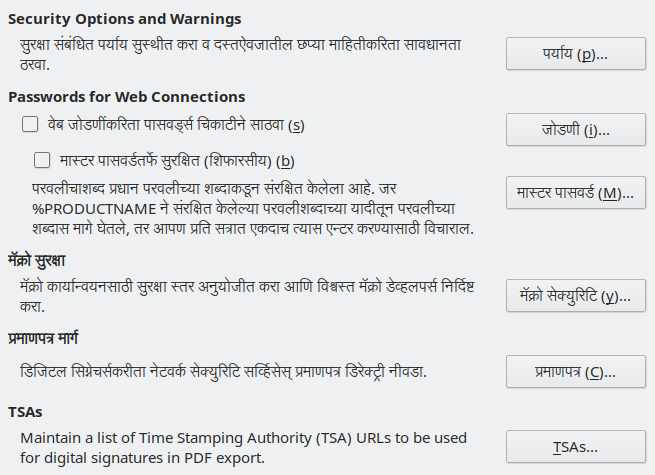 Security Options and Warnings
सुरक्षा संबंधित पर्याय सुस्थीत करा व दस्तऐवजातील छप्या माहितीकरिता सावधानता
ठरवा.
पर्याय (p)...
Passwords for Web Connections
वेब जोडणींकरिता पासवर्ड्स चिकाटीने साठवा (s)
जोडणी (i)...
मास्टर पासवर्डतर्फे सुरक्षित (शिफारसीय) (b)
परवलीचाशब्द प्रधान परवलीच्या शब्दाकडून संरक्षित केलेला आहे. जर
%PRODUCTNAME ने संरक्षित केलेल्या परवलीशब्दाच्या यादीतून परवलीच्या
शब्दास मागे घेतले, तर आपण प्रति सत्रात एकदाच त्यास एन्टर करण्यासाठी विचाराल.
मास्टर पासवर्ड (M)...
मॅक्रो सुरक्षा
मॅक्रो कार्यान्वयनसाठी सुरक्षा स्तर अनुयोजीत करा आणि विश्वस्त मॅक्रो डेव्हलपर्स निर्दिष्ट
करा.
मॅक्रो सेक्युरिटि (y)...
प्रमाणपत्र मार्ग
डिजिटल सिग्नेचर्सकरीता नेटवर्क सेक्युरिटि सर्व्हिसेस् प्रमाणपत्र डिरेक्ट्री नीवडा.
प्रमाणपत्र (C)...
TSAs
Maintain a list of Time Stamping Authority (TSA) URLs to be used
for digital signatures in PDF export.
TSAs...